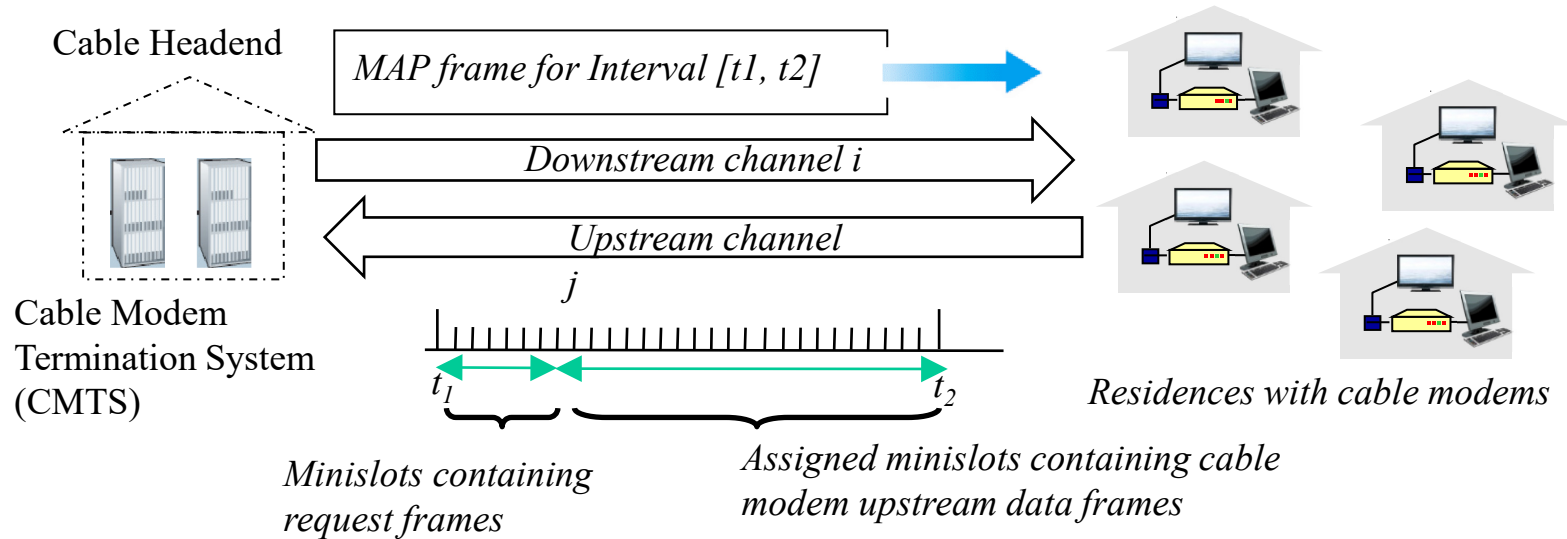 Cable Headend
MAP frame for Interval [t1, t2]
Downstream channel i
Upstream channel
j
Cable Modem
Termination System
(CMTS)
t1
t2
Residences with cable modems
Minislots containing
request frames
Assigned minislots containing cable
modem upstream data frames